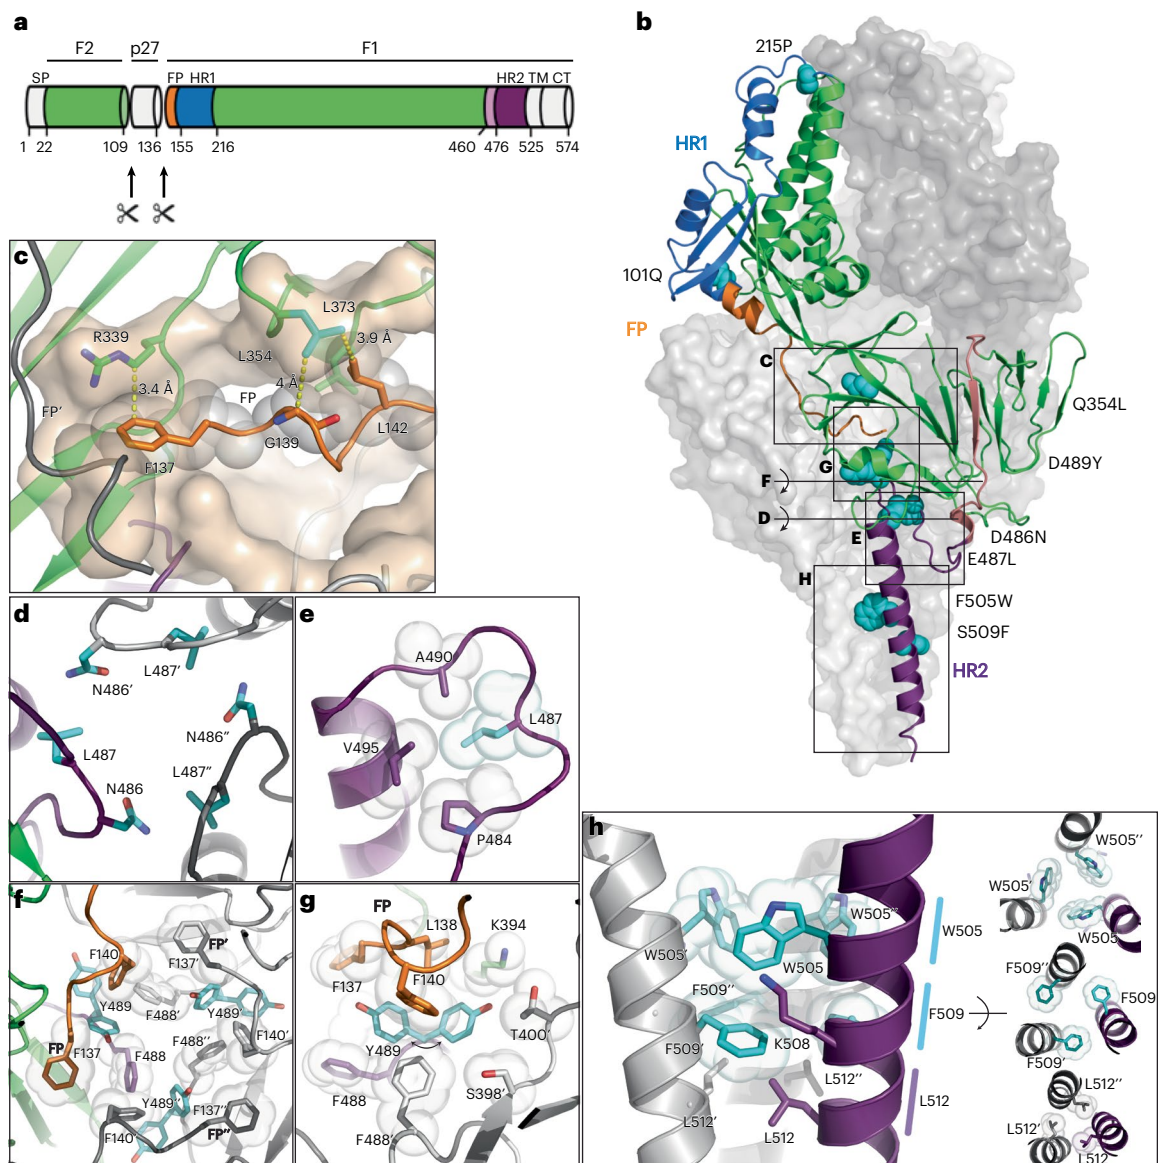 a
F2 p27 F1
SP FP HR1 HR2 TM CT
1 22 109 136 155 216 460 476 525 574
b
215P
HR1
101Q
FP
C
Q354L
G
D489Y
F
D
D486N
E
E487L
H
F505W
S509F
HR2
c
L373
R339
3.9 Å
L354
3.4 Å
4 Å
FP
FP′
L142
G139
F137
d
L487′
N486′
N486″
L487
L487″
N486
e
A490
L487
V495
P484
f
FP′
F140
F137′
Y489
F488′
Y489′
F488″
F140′
FP
F137
F488
Y489″
F137″
F140″
FP″
g
FP
L138
K394
F137
F140
T400′
Y489
F488
S398′
F488′
h
W505″
W505′
W505
W505
F509″
F509
F509′
K508
L512″
L512
L512′
L512
W505″
W505′
W505
F509″
F509
F509′
L512″
L512′
L512